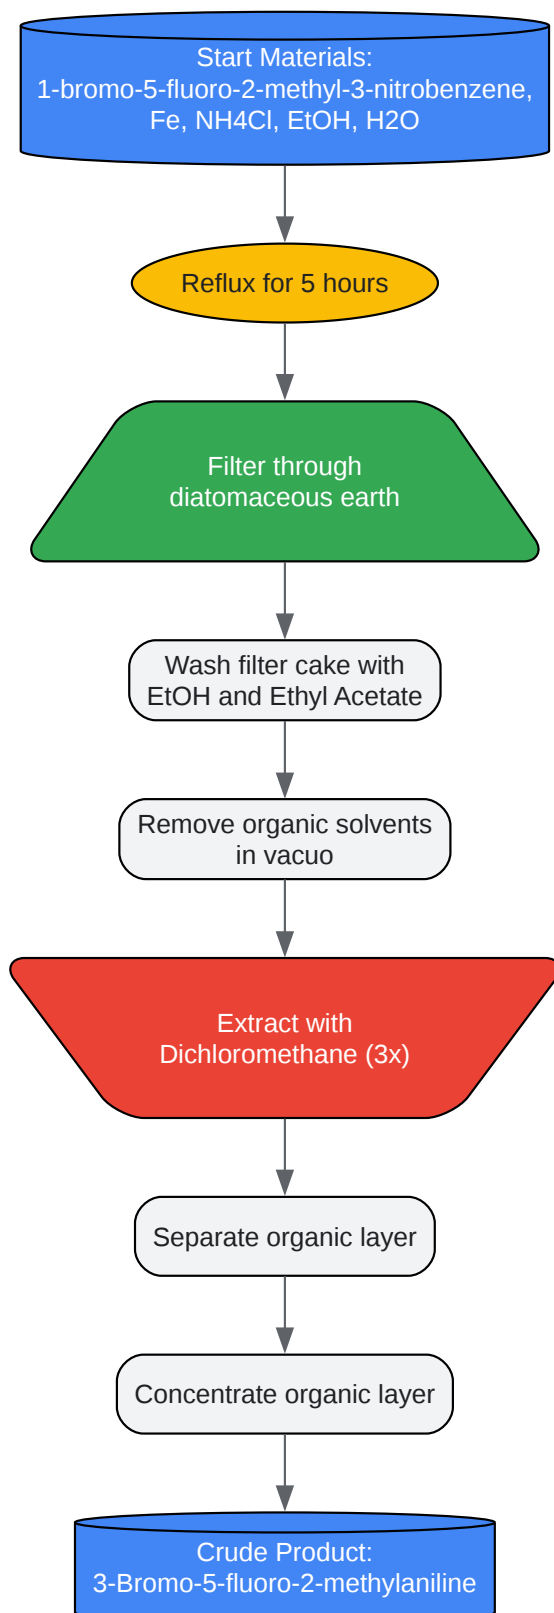 Start Materials:
1-bromo-5-fluoro-2-methyl-3-nitrobenzene,
Fe, NH4Cl, EtOH, H2O
Reflux for 5 hours
Filter through
diatomaceous earth
Wash filter cake with
EtOH and Ethyl Acetate
Remove organic solvents
in vacuo
Extract with
Dichloromethane (3x)
Separate organic layer
Concentrate organic layer
Crude Product:
3-Bromo-5-fluoro-2-methylaniline